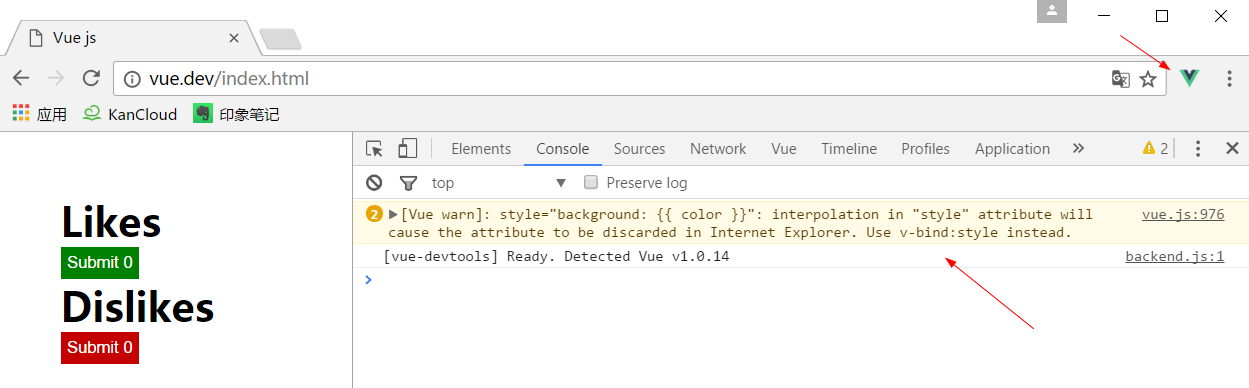 Vue js
vue.dev/index.html
应用 KanCloud 印象笔记
Elements Console Sources Network Vue Timeline Profiles Application 2
top Preserve log
Likes
Submit 0
Dislikes
Submit 0
2 [Vue warn]: style="background: {{ color }}": interpolation in "style" attribute will vue.js:976
cause the attribute to be discarded in Internet Explorer. Use v-bind:style instead.
[vue-devtools] Ready. Detected Vue v1.0.14 backend.js:1